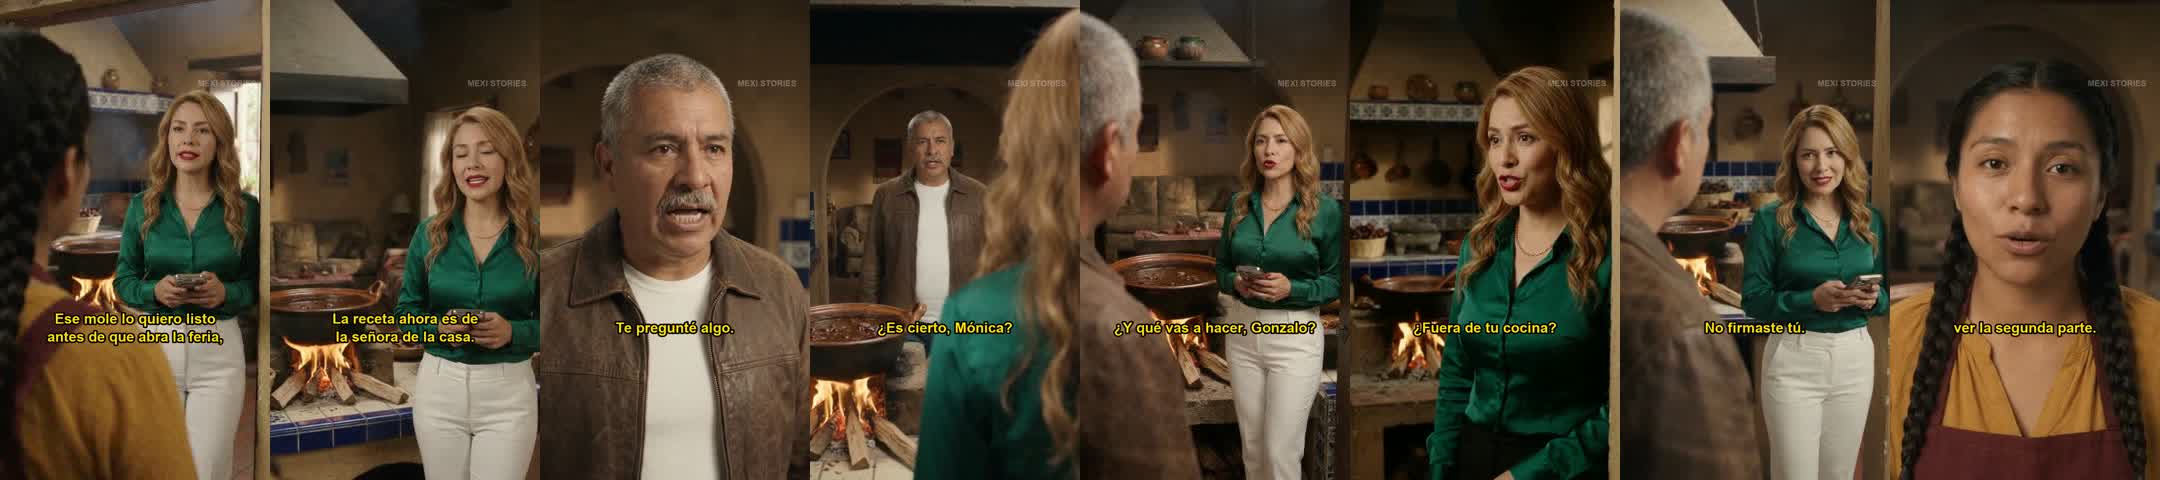 MEXI STORIES
Ese mole lo quiero listo
antes de que abra la feria,
MEXI STORIES
La receta ahora es de
la señora de la casa.
MEXI STORIES
Te pregunté algo.
MEXI STORIES
¿Es cierto, Mónica?
MEXI STORIES
¿Y qué vas a hacer, Gonzalo?
MEXI STORIES
¿Fuera de tu cocina?
MEXI STORIES
No firmaste tú.
MEXI STORIES
ver la segunda parte.